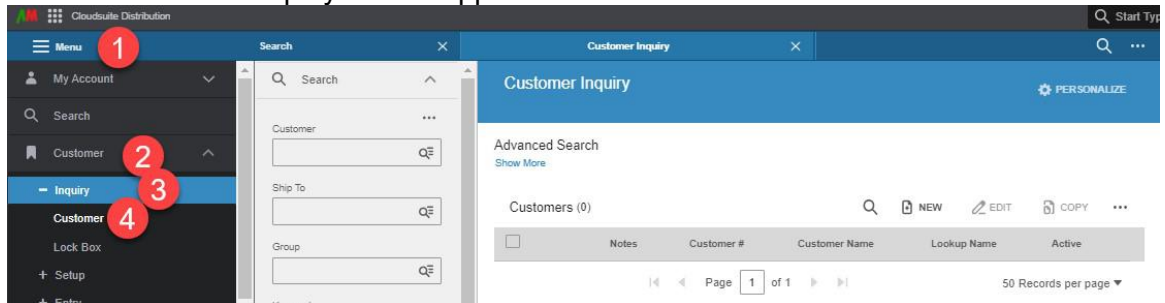 AM Cloudsuite Distribution
Start Typ
Menu 1
Search
Customer Inquiry
My Account
Search
Customer 2
Inquiry 3
Customer 4
Lock Box
Setup
Search
Customer
Ship To
Group
Customer Inquiry
PERSONALIZE
Advanced Search
Show More
Customers (0)
NEW EDIT COPY
Notes Customer # Customer Name Lookup Name Active
Page 1 of 1
50 Records per page